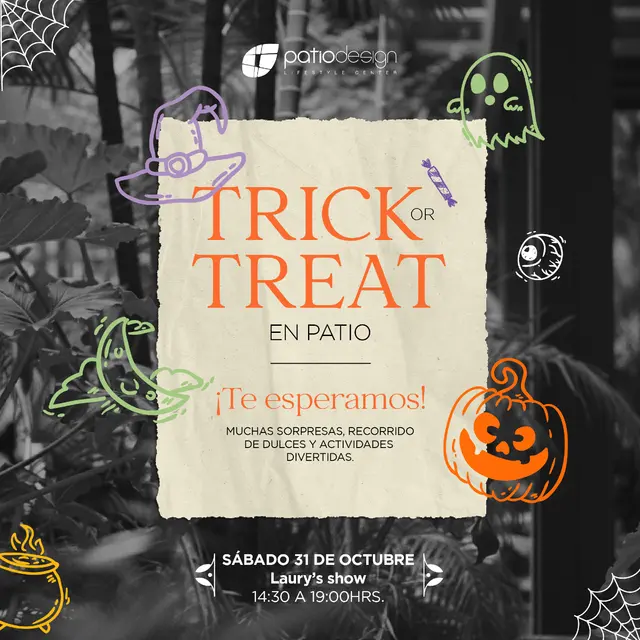 patiodesign
LIFESTYLE CENTER
TRICK
OR
TREAT
EN PATIO
¡Te esperamos!
MUCHAS SORPRESAS, RECORRIDO
DE DULCES Y ACTIVIDADES
DIVERTIDAS.
SÁBADO 31 DE OCTUBRE
Laury's show
14:30 A 19:00HRS.